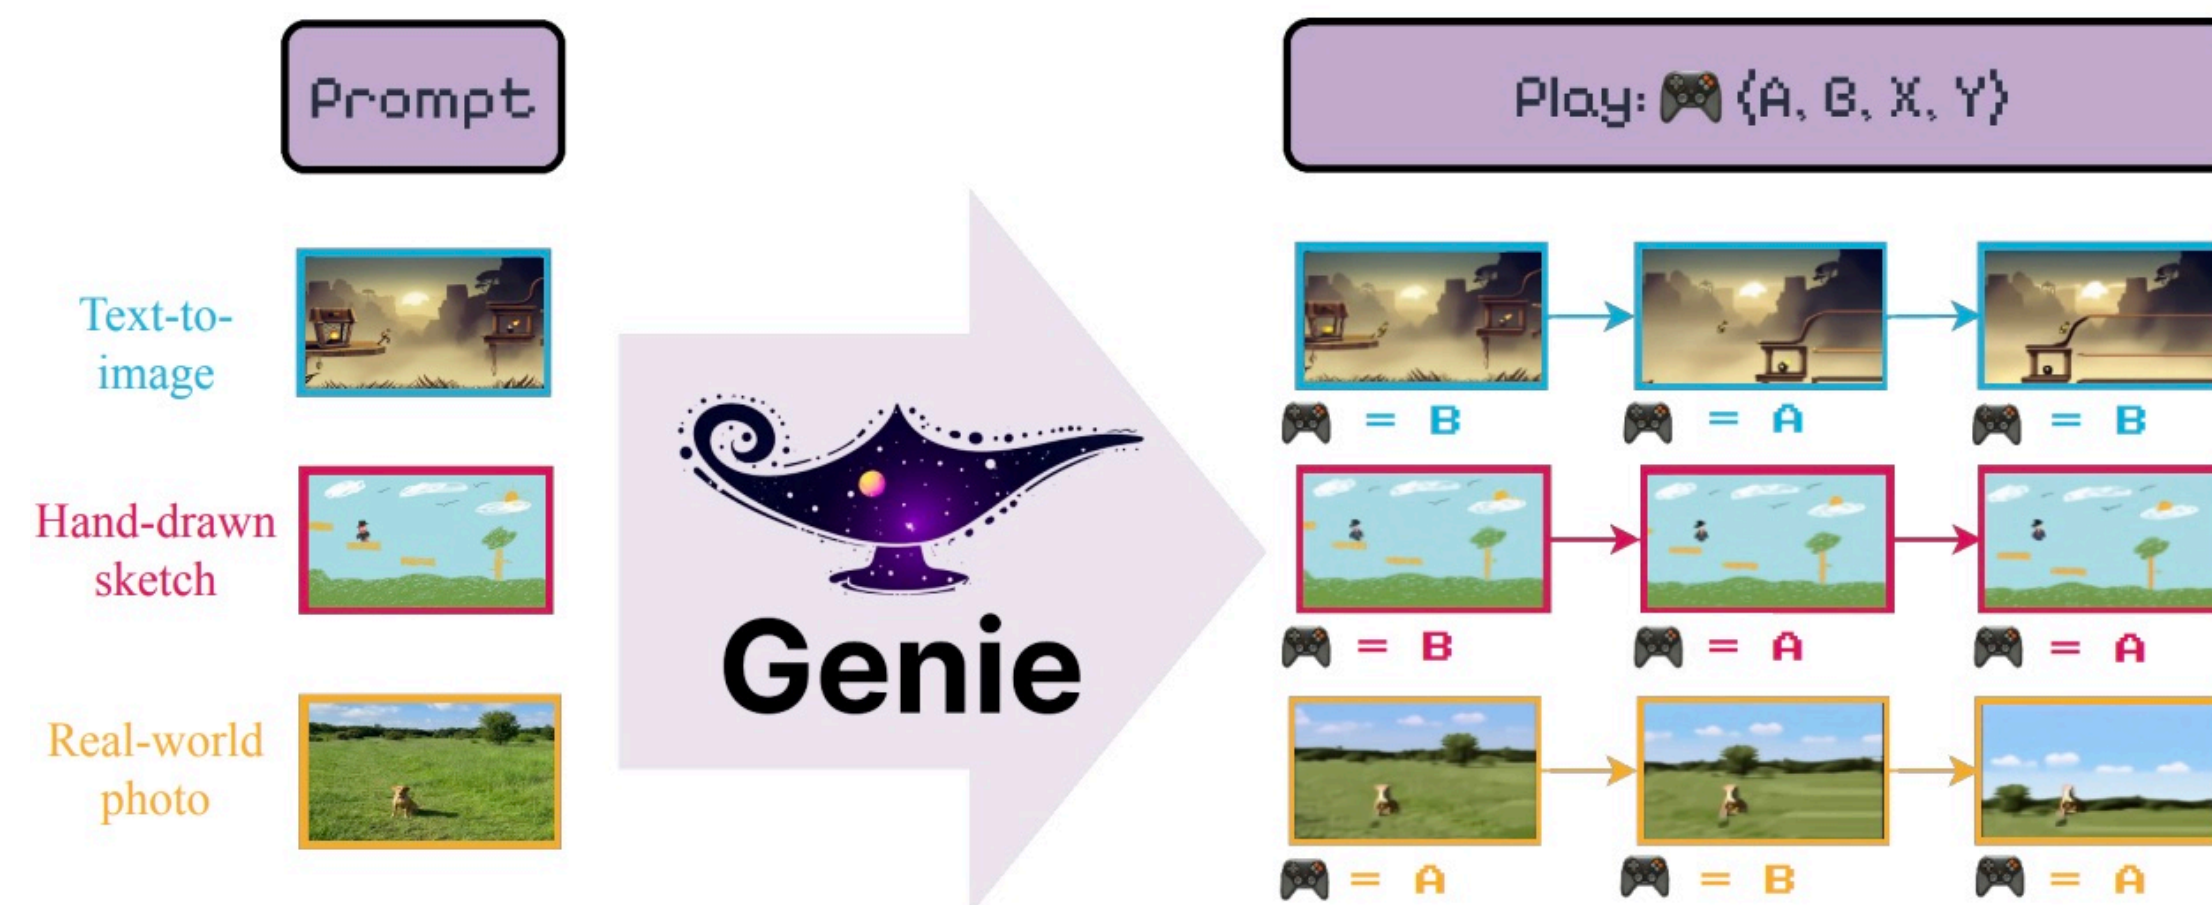 Prompt
Play: {A, B, X, Y}
Text-to-
image
= B
= A
= B
Hand-drawn
sketch
Genie
= B
= A
= A
Real-world
photo
= A
= B
= A